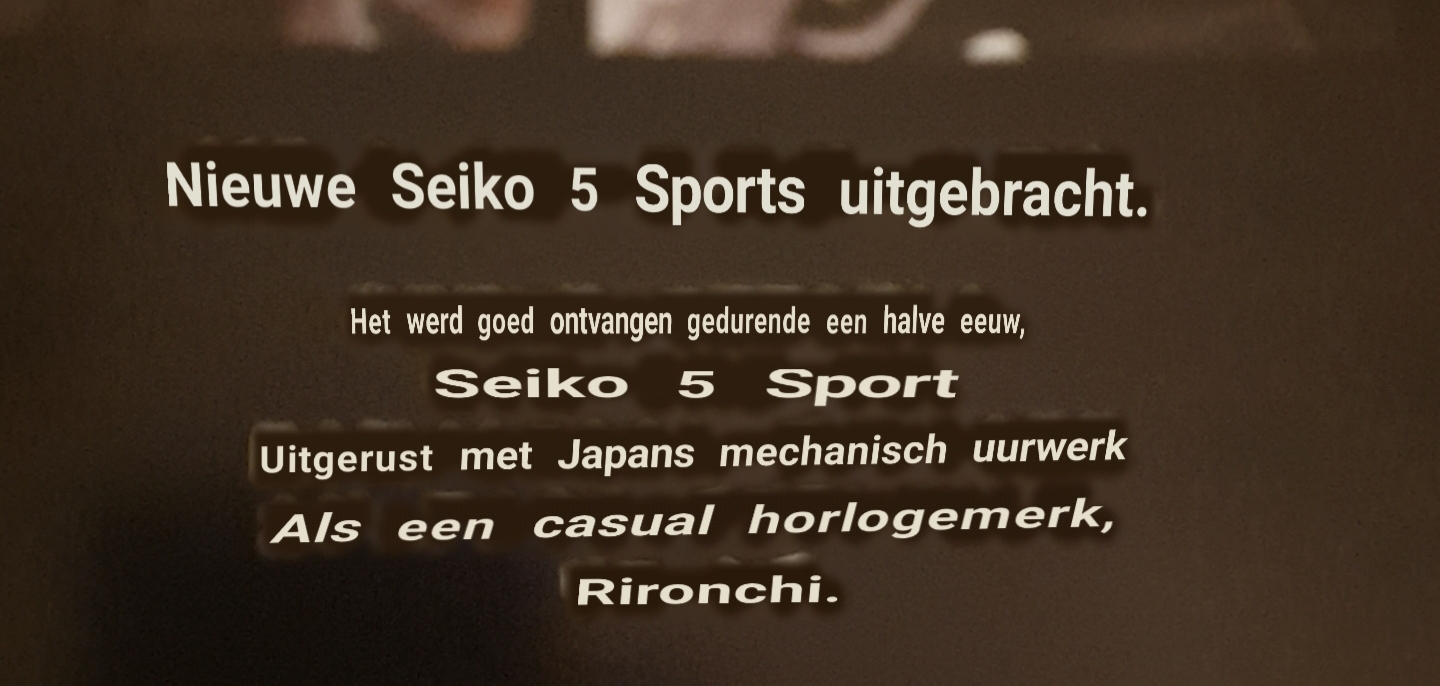 Nieuwe Seiko 5 Sports uitgebracht.
Het werd goed ontvangen gedurende een halve eeuw,
Seiko 5 Sport
Uitgerust met Japans mechanisch uurwerk
Als een casual horlogemerk,
Rironchi.